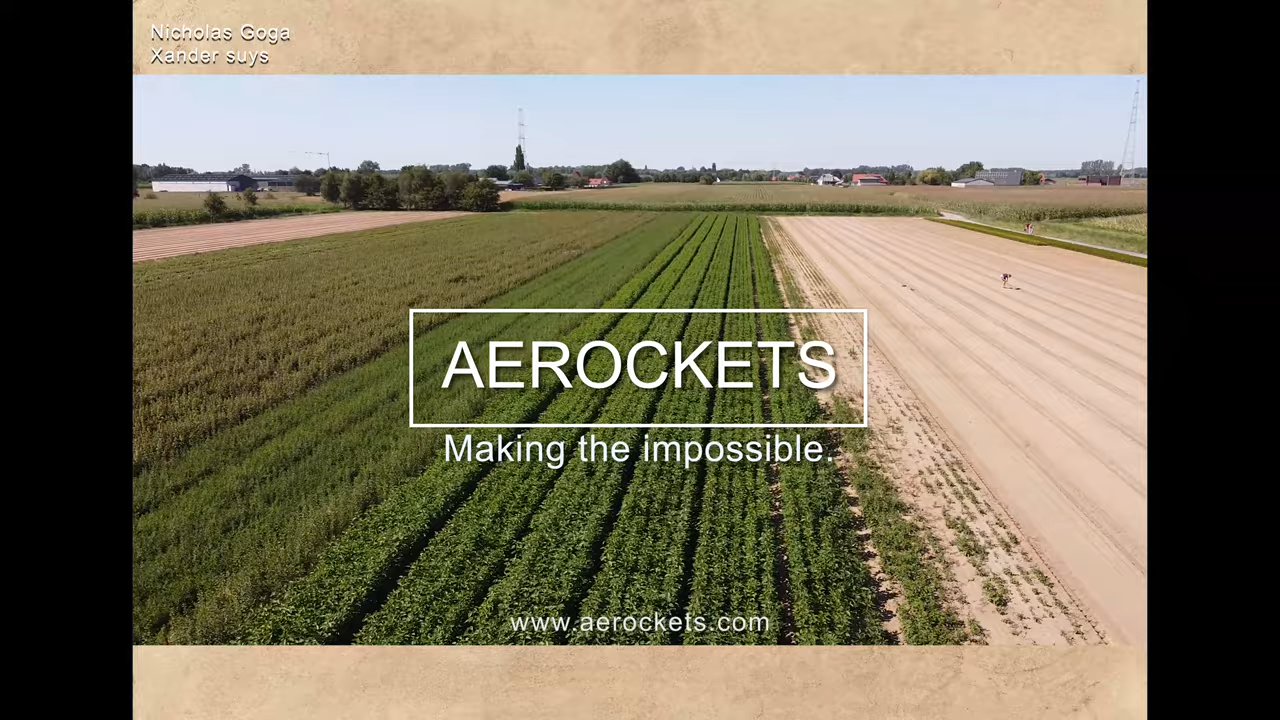 Nicholas Goga
Xander suys
AEROCKETS
Making the impossible.
www.aerockets.com